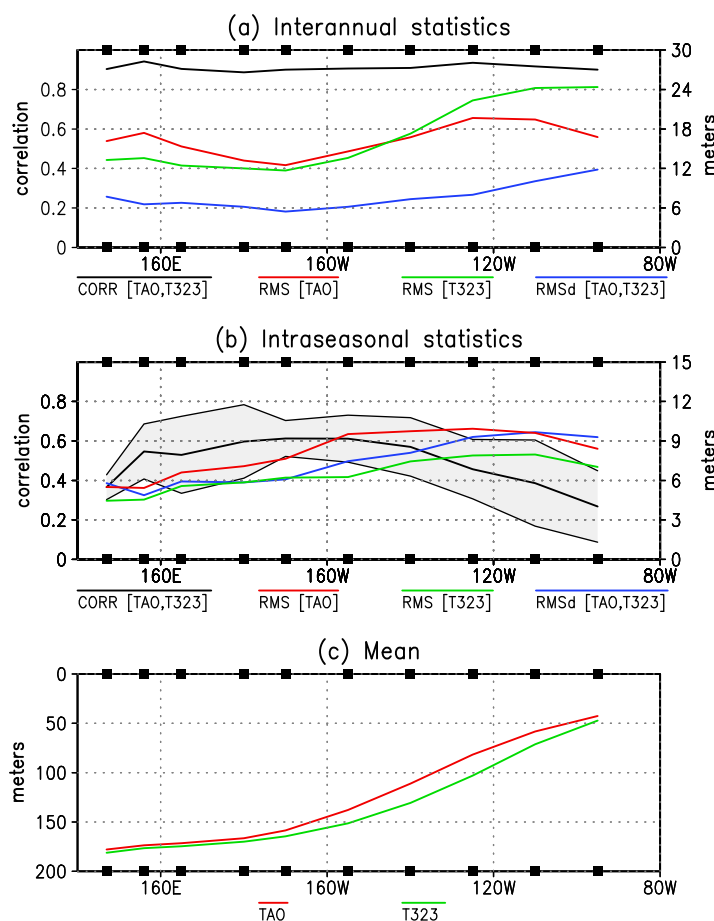 (a) Interannual statistics
correlation
0.8
0.6
0.4
0.2
0
30
24
18
12
6
0
meters
160E 160W 120W 80W
CORR [TAO,T323] RMS [TAO] RMS [T323] RMSd [TAO,T323]
(b) Intraseasonal statistics
correlation
0.8
0.6
0.4
0.2
0
15
12
9
6
3
0
meters
160E 160W 120W 80W
CORR [TAO,T323] RMS [TAO] RMS [T323] RMSd [TAO,T323]
(c) Mean
meters
0
50
100
150
200
160E 160W 120W 80W
TAO T323